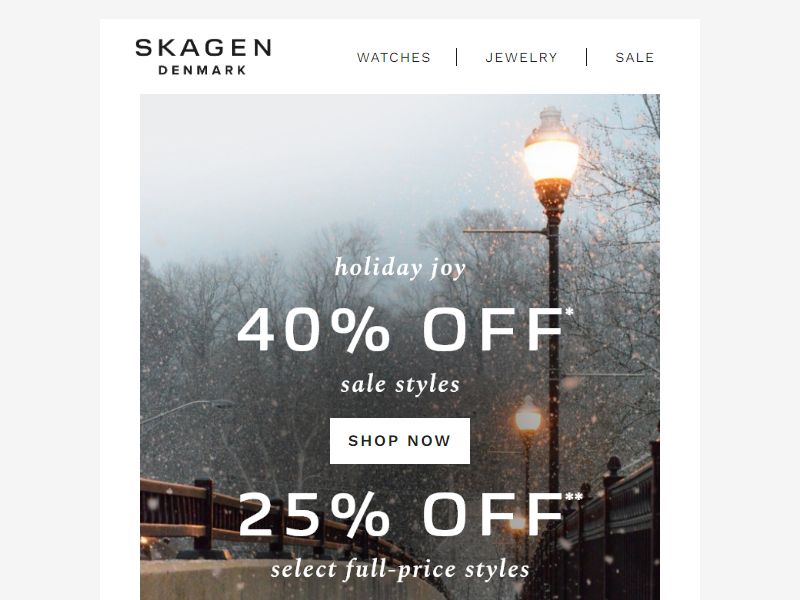 SKAGEN
DENMARK
WATCHES
JEWELRY
SALE
holiday joy
40% OFF*
sale styles
SHOP NOW
25% OFF**
select full-price styles